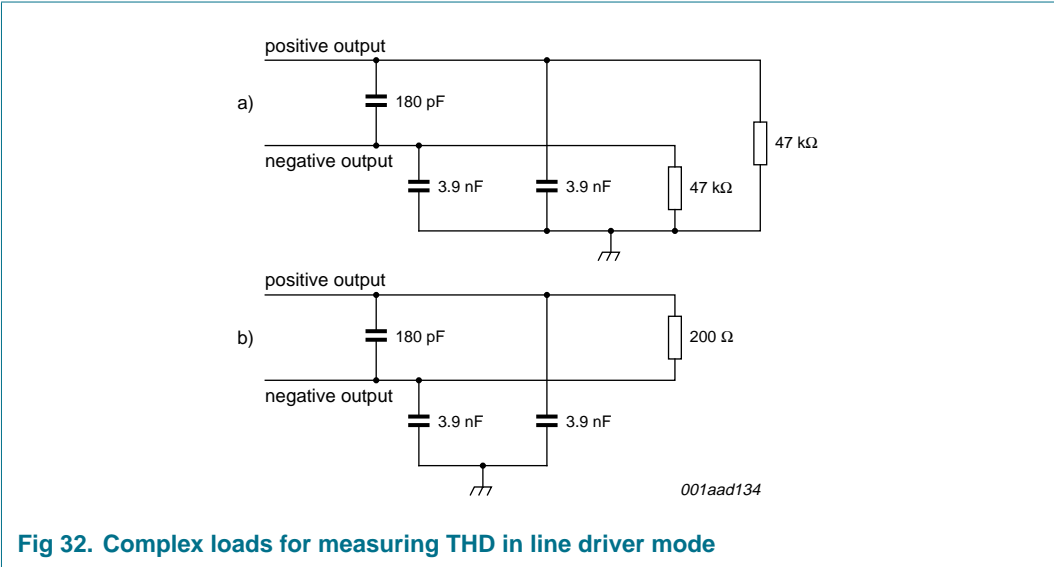 positive output
a)
180 pF
47 kΩ
negative output
3.9 nF
3.9 nF
47 kΩ
positive output
b)
180 pF
200 Ω
negative output
3.9 nF
3.9 nF
001aad134
Fig 32. Complex loads for measuring THD in line driver mode